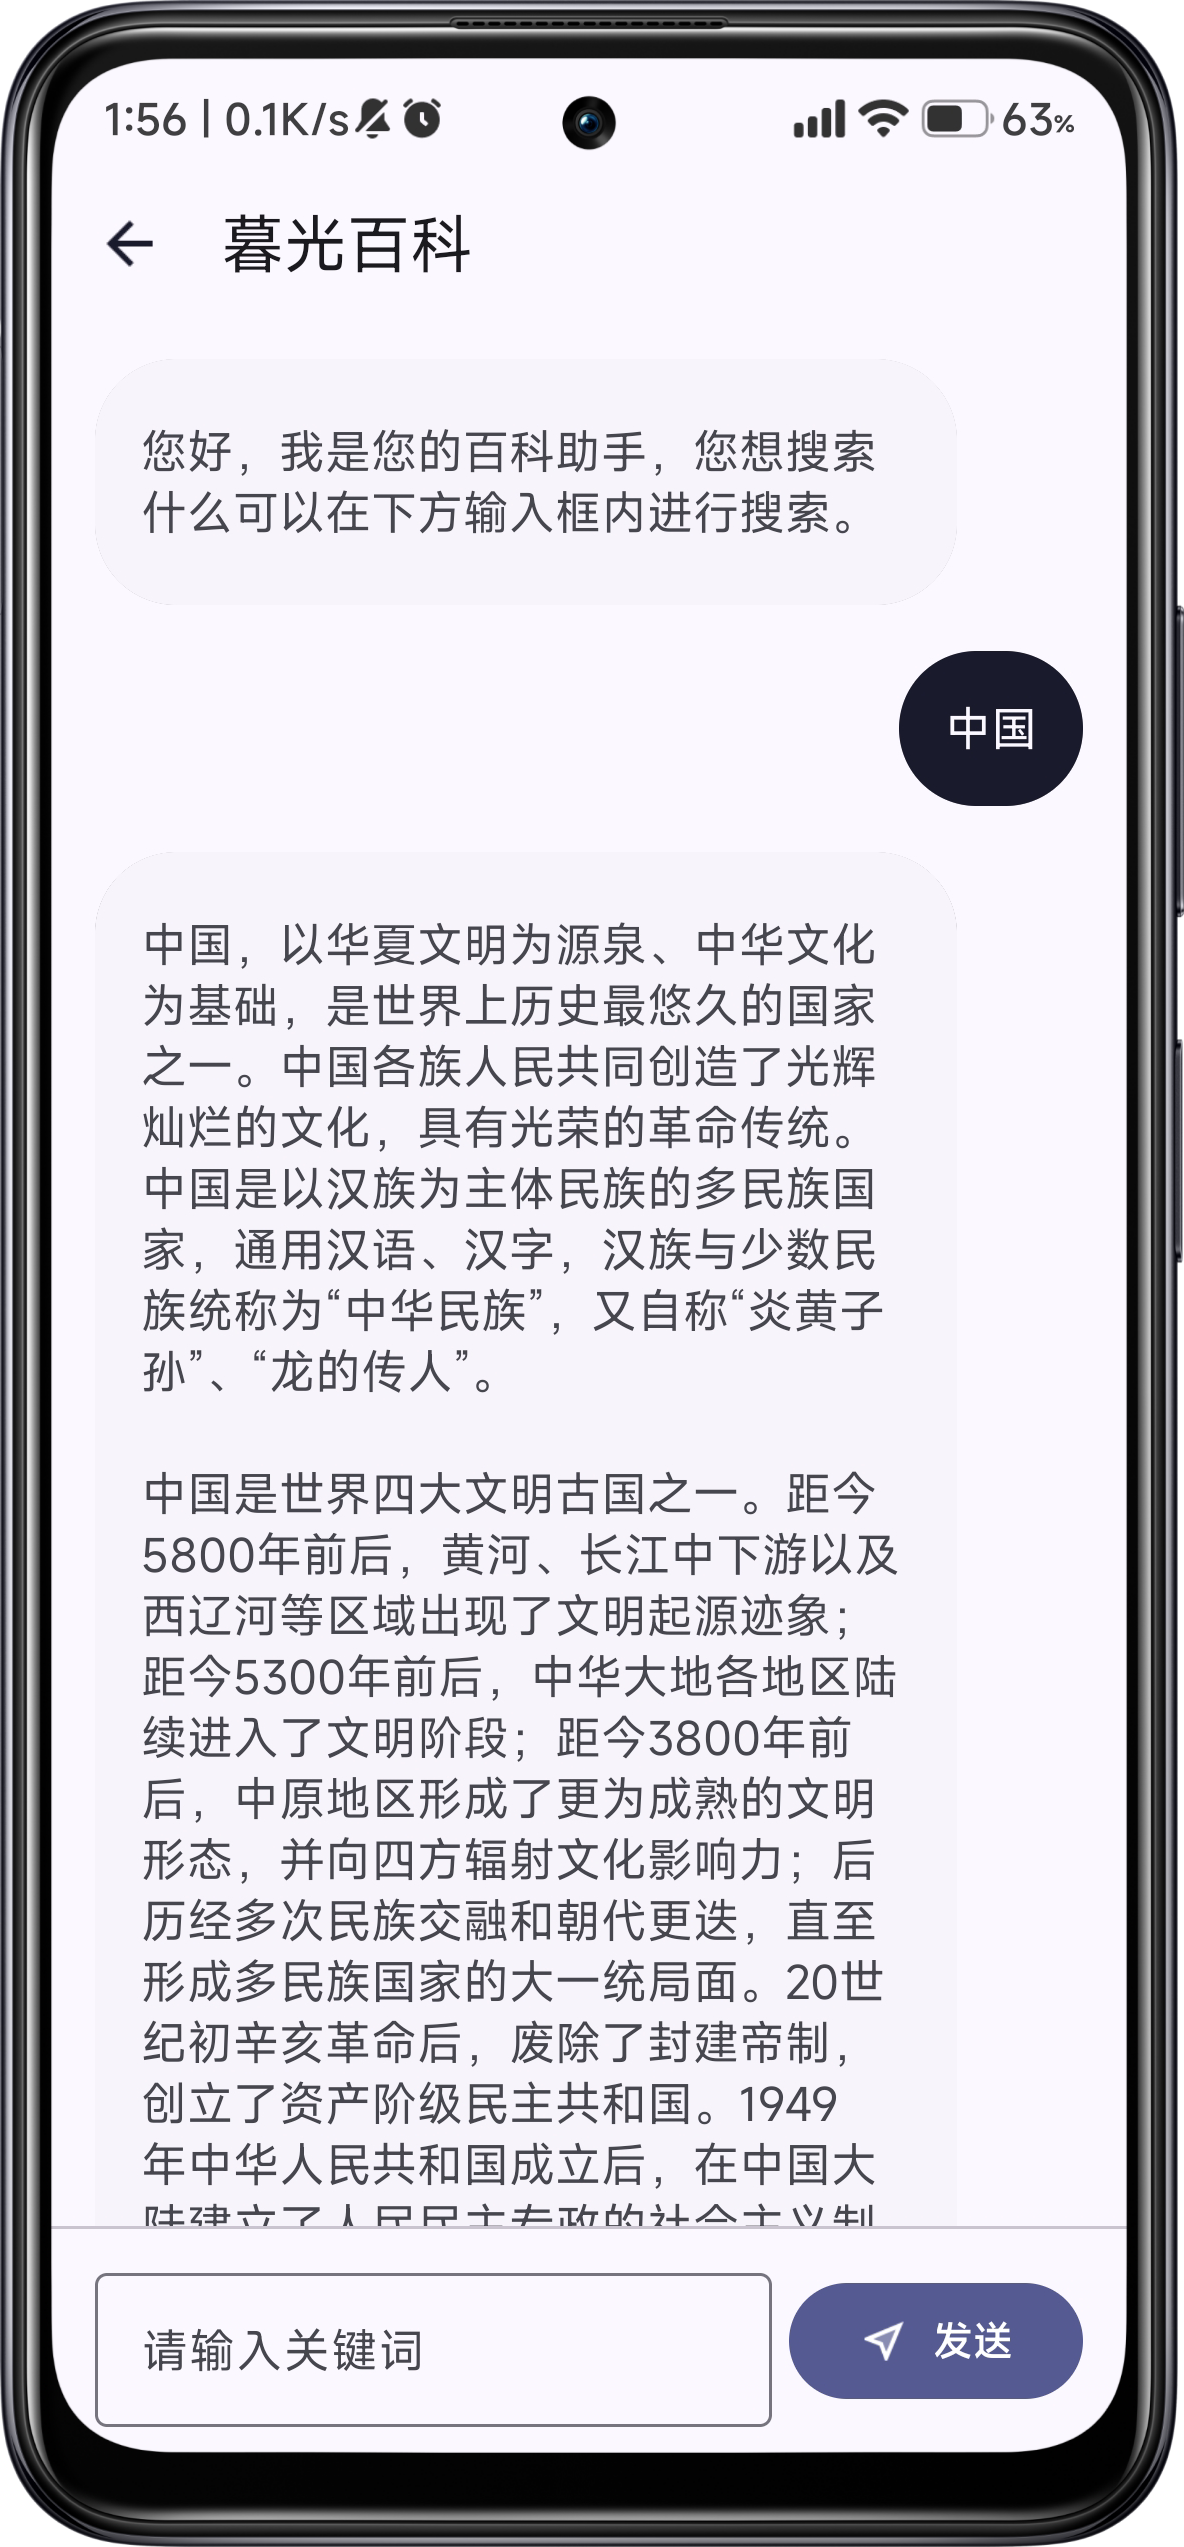 1:56 | 0.1K/s
63%
暮光百科
您好，我是您的百科助手，您想搜索
什么可以在下方输入框内进行搜索。
中国
中国，以华夏文明为源泉、中华文化
为基础，是世界上历史最悠久的国家
之一。中国各族人民共同创造了光辉
灿烂的文化，具有光荣的革命传统。
中国是以汉族为主体民族的多民族国
家，通用汉语、汉字，汉族与少数民
族统称为“中华民族”，又自称“炎黄子
孙”、“龙的传人”。
中国是世界四大文明古国之一。距今
5800年前后，黄河、长江中下游以及
西辽河等区域出现了文明起源迹象；
距今5300年前后，中华大地各地区陆
续进入了文明阶段；距今3800年前
后，中原地区形成了更为成熟的文明
形态，并向四方辐射文化影响力；后
历经多次民族交融和朝代更迭，直至
形成多民族国家的大一统局面。20世
纪初辛亥革命后，废除了封建帝制，
创立了资产阶级民主共和国。1949
年中华人民共和国成立后，在中国大
陆建立了人民民主专政的社会主义制
请输入关键词
发送